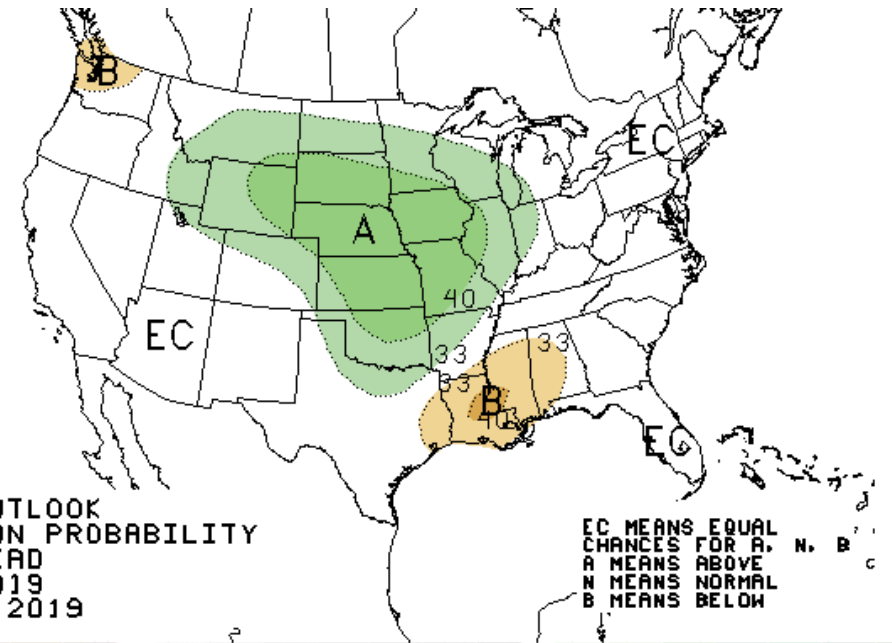 B
EC
A
40
EC
33
33
33
B
40
EC
UTLOOK
ON PROBABILITY
EAD
019
2019
EC MEANS EQUAL
CHANCES FOR A, N, B
A MEANS ABOVE
N MEANS NORMAL
B MEANS BELOW